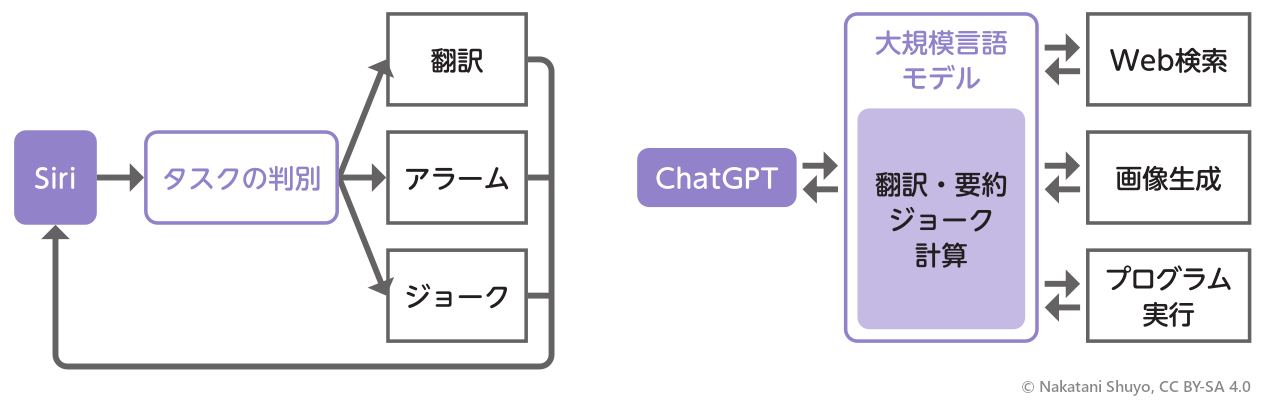 Siri
タスクの判別
翻訳
アラーム
ジョーク
ChatGPT
大規模言語
モデル
翻訳・要約
ジョーク
計算
Web検索
画像生成
プログラム
実行
© Nakatani Shuyo, CC BY-SA 4.0